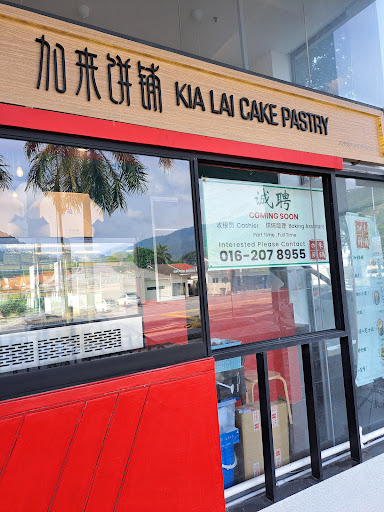 加来饼铺 KIA LAI CAKE PASTRY
诚聘
COMING SOON
收银员 Cashier 烘焙助理 Baking Assistant
Part Time , Full Time
Interested Please Contact
016-207 8955